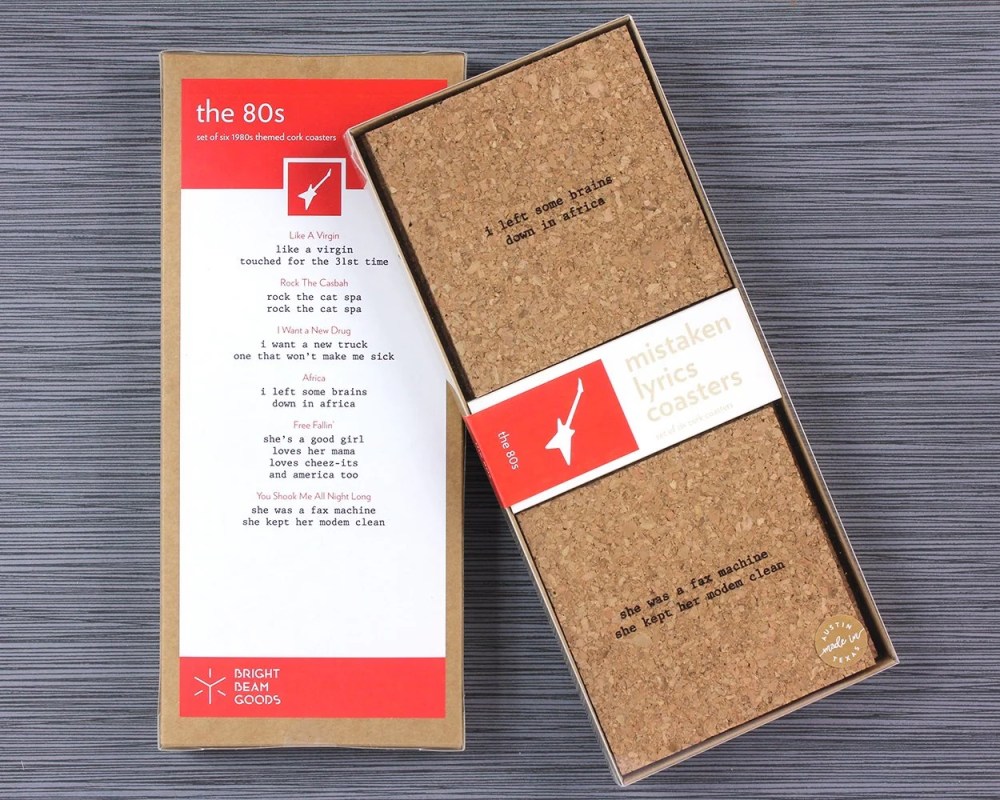 the 80s
set of six 1980s themed cork coasters
Like A Virgin
like a virgin
touched for the 31st time
Rock The Casbah
rock the cat spa
rock the cat spa
I Want a New Drug
i want a new truck
one that won't make me sick
Africa
i left some brains
down in africa
Free Fallin'
she's a good girl
loves her mama
loves cheez-its
and america too
You Shook Me All Night Long
she was a fax machine
she kept her modem clean
BRIGHT
BEAM
GOODS
i left some brains
down in africa
the 80s
mistaken
lyrics
coasters
set of six cork coasters
she was a fax machine
she kept her modem clean
AUSTIN
made in
TEXAS